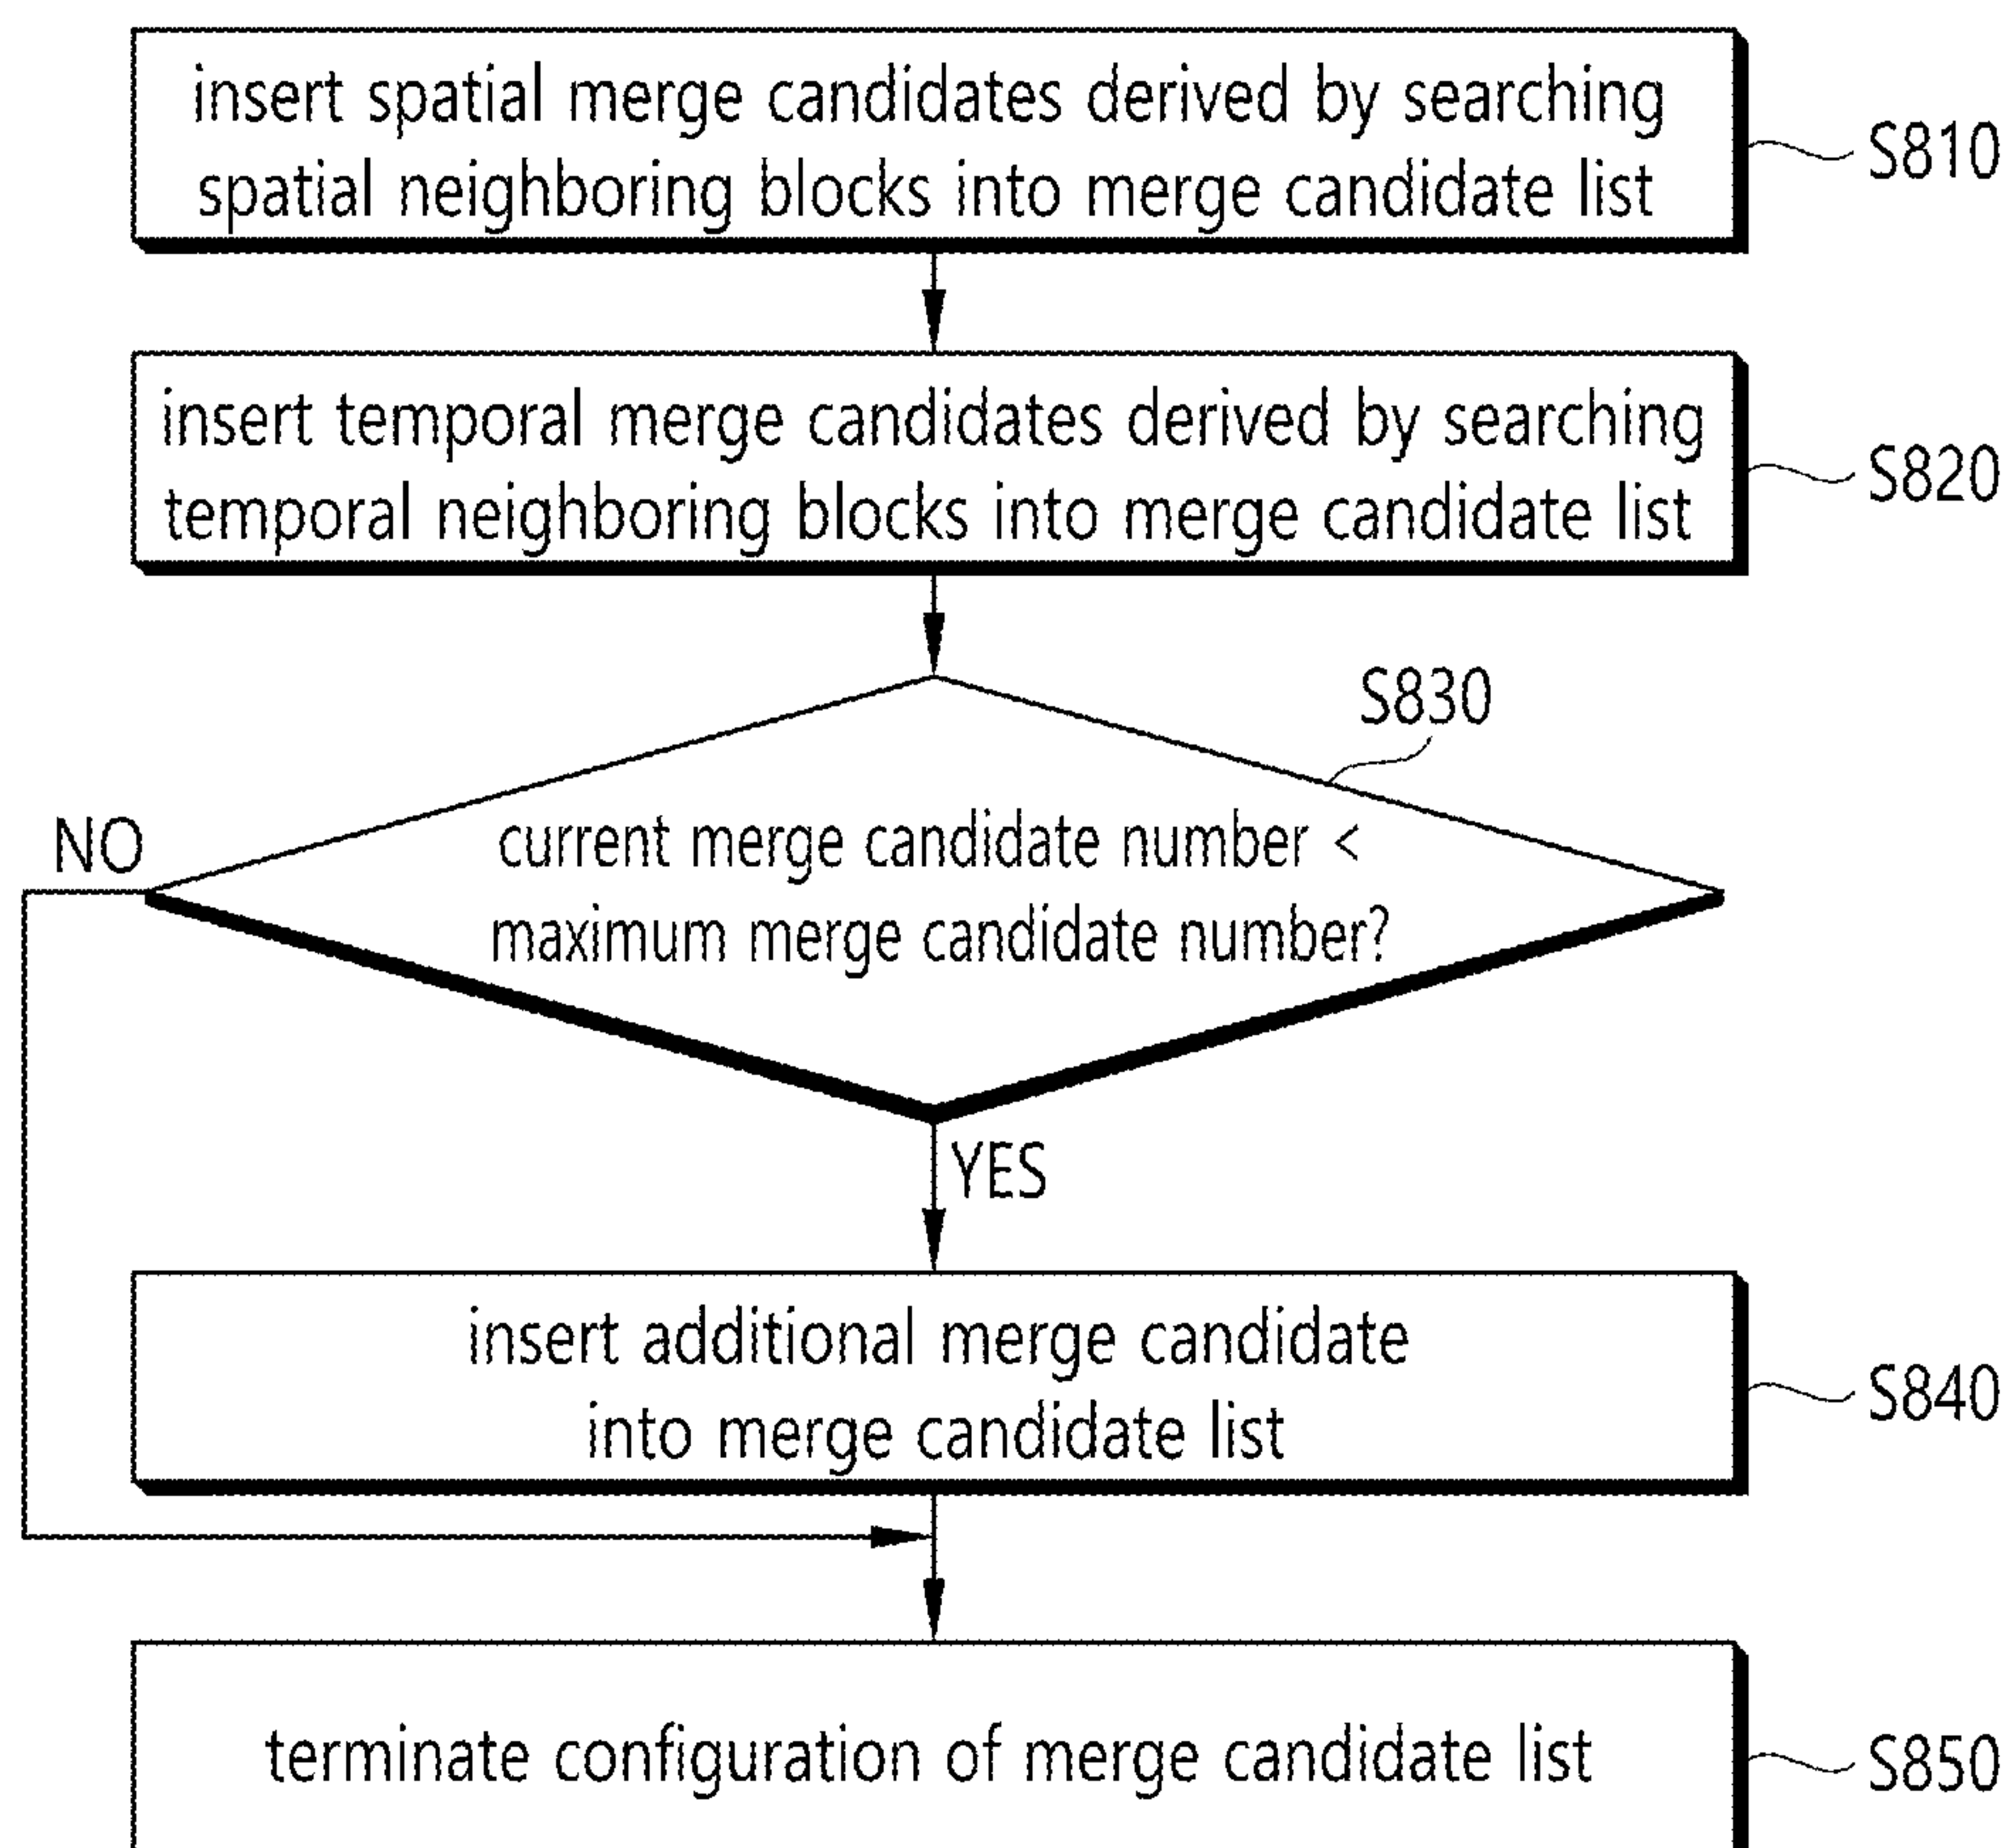 insert spatial merge candidates derived by searching
spatial neighboring blocks into merge candidate list
S810
insert temporal merge candidates derived by searching
temporal neighboring blocks into merge candidate list
S820
S830
NO
current merge candidate number <
maximum merge candidate number?
YES
insert additional merge candidate
into merge candidate list
S840
terminate configuration of merge candidate list
S850